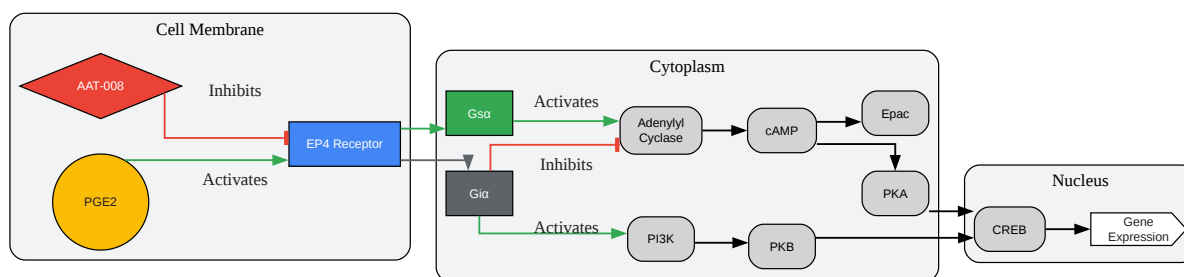 Cell Membrane
AAT-008
Inhibits
EP4 Receptor
PGE2
Activates
Cytoplasm
Gsα
Activates
Adenylyl
Cyclase
cAMP
Epac
Inhibits
Giα
PKA
Activates
PI3K
PKB
Nucleus
CREB
Gene
Expression